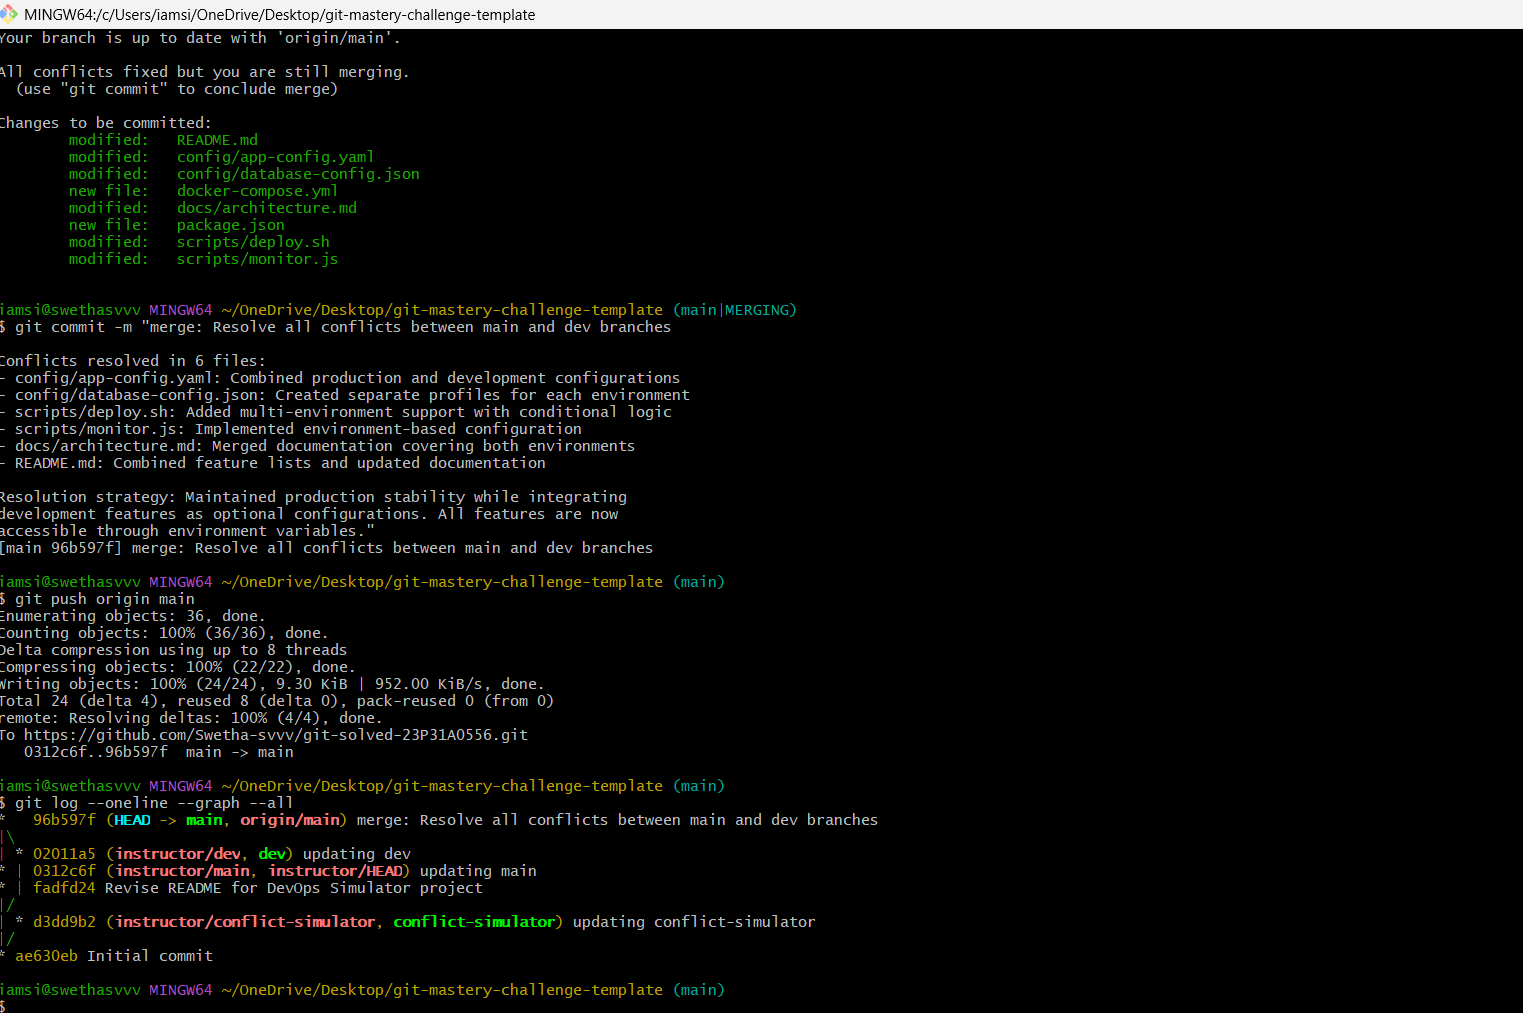 MINGW64:/c/Users/iamsi/OneDrive/Desktop/git-mastery-challenge-template
Your branch is up to date with 'origin/main'.
All conflicts fixed but you are still merging.
  (use "git commit" to conclude merge)
Changes to be committed:
        modified:   README.md
        modified:   config/app-config.yaml
        modified:   config/database-config.json
        new file:   docker-compose.yml
        modified:   docs/architecture.md
        new file:   package.json
        modified:   scripts/deploy.sh
        modified:   scripts/monitor.js
iamsi@swethasvvv MINGW64 ~/OneDrive/Desktop/git-mastery-challenge-template (main|MERGING)
$ git commit -m "merge: Resolve all conflicts between main and dev branches
Conflicts resolved in 6 files:
- config/app-config.yaml: Combined production and development configurations
- config/database-config.json: Created separate profiles for each environment
- scripts/deploy.sh: Added multi-environment support with conditional logic
- scripts/monitor.js: Implemented environment-based configuration
- docs/architecture.md: Merged documentation covering both environments
- README.md: Combined feature lists and updated documentation
Resolution strategy: Maintained production stability while integrating
development features as optional configurations. All features are now
accessible through environment variables."
[main 96b597f] merge: Resolve all conflicts between main and dev branches
iamsi@swethasvvv MINGW64 ~/OneDrive/Desktop/git-mastery-challenge-template (main)
$ git push origin main
Enumerating objects: 36, done.
Counting objects: 100% (36/36), done.
Delta compression using up to 8 threads
Compressing objects: 100% (22/22), done.
Writing objects: 100% (24/24), 9.30 KiB | 952.00 KiB/s, done.
Total 24 (delta 4), reused 8 (delta 0), pack-reused 0 (from 0)
remote: Resolving deltas: 100% (4/4), done.
To https://github.com/Swetha-svvv/git-solved-23P31A0556.git
   0312c6f..96b597f  main -> main
iamsi@swethasvvv MINGW64 ~/OneDrive/Desktop/git-mastery-challenge-template (main)
$ git log --oneline --graph --all
*   96b597f (HEAD -> main, origin/main) merge: Resolve all conflicts between main and dev branches
|\
| * 02011a5 (instructor/dev, dev) updating dev
* | 0312c6f (instructor/main, instructor/HEAD) updating main
* | fadfd24 Revise README for DevOps Simulator project
|/
| * d3dd9b2 (instructor/conflict-simulator, conflict-simulator) updating conflict-simulator
|/
* ae630eb Initial commit
iamsi@swethasvvv MINGW64 ~/OneDrive/Desktop/git-mastery-challenge-template (main)
$